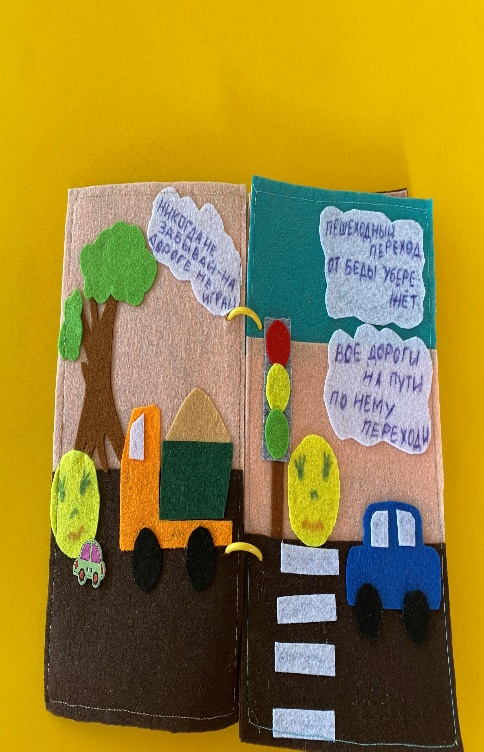 НИКОГДА НЕ
ЗАБЫВАЙ-НА
ДОРОГЕ НЕ
ИГРАЙ
ПЕШЕХОДНЫЙ
ПЕРЕХОД
ОТ БЕДЫ УБЕРЕ-
ЖЕТ
ВСЕ ДОРОГИ
НА ПУТИ
ПО НЕМУ
ПЕРЕХОДИ